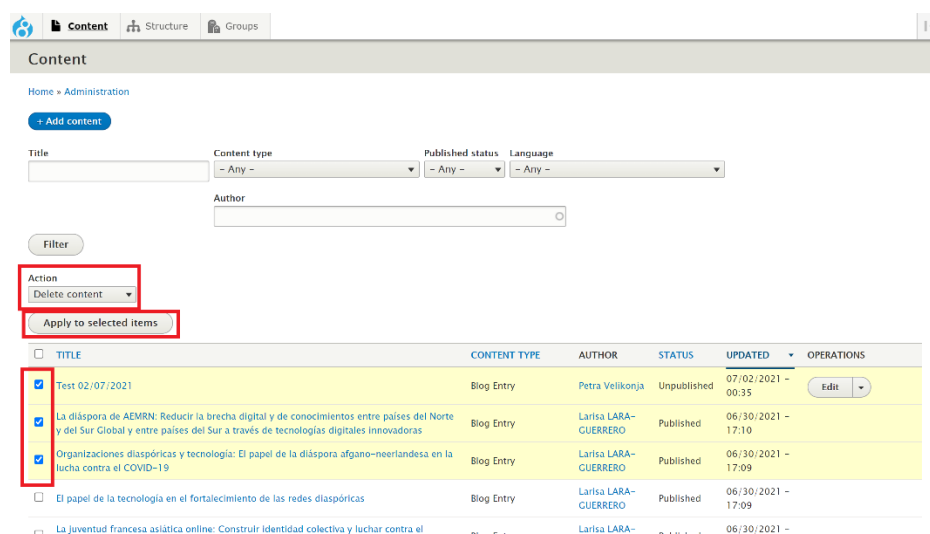 Content Structure Groups
Content
Home » Administration
+ Add content
Title Content type Published status Language
– Any – – Any – – Any –
Author
Filter
Action
Delete content
Apply to selected items
TITLE CONTENT TYPE AUTHOR STATUS UPDATED OPERATIONS
Test 02/07/2021 Blog Entry Petra Velikonja Unpublished 07/02/2021 – 00:35 Edit
La diáspora de AEMRN: Reducir la brecha digital y de conocimientos entre países del Norte
y del Sur Global y entre países del Sur a través de tecnologías digitales innovadoras
Blog Entry Larisa LARA-GUERRERO Published 06/30/2021 – 17:10
Organizaciones diaspóricas y tecnología: El papel de la diáspora afgano-neerlandesa en la
lucha contra el COVID-19
Blog Entry Larisa LARA-GUERRERO Published 06/30/2021 – 17:09
El papel de la tecnología en el fortalecimiento de las redes diaspóricas Blog Entry Larisa LARA-GUERRERO Published 06/30/2021 – 17:09
La juventud francesa asiática online: Construir identidad colectiva y luchar contra el Larisa LARA- 06/30/2021 –